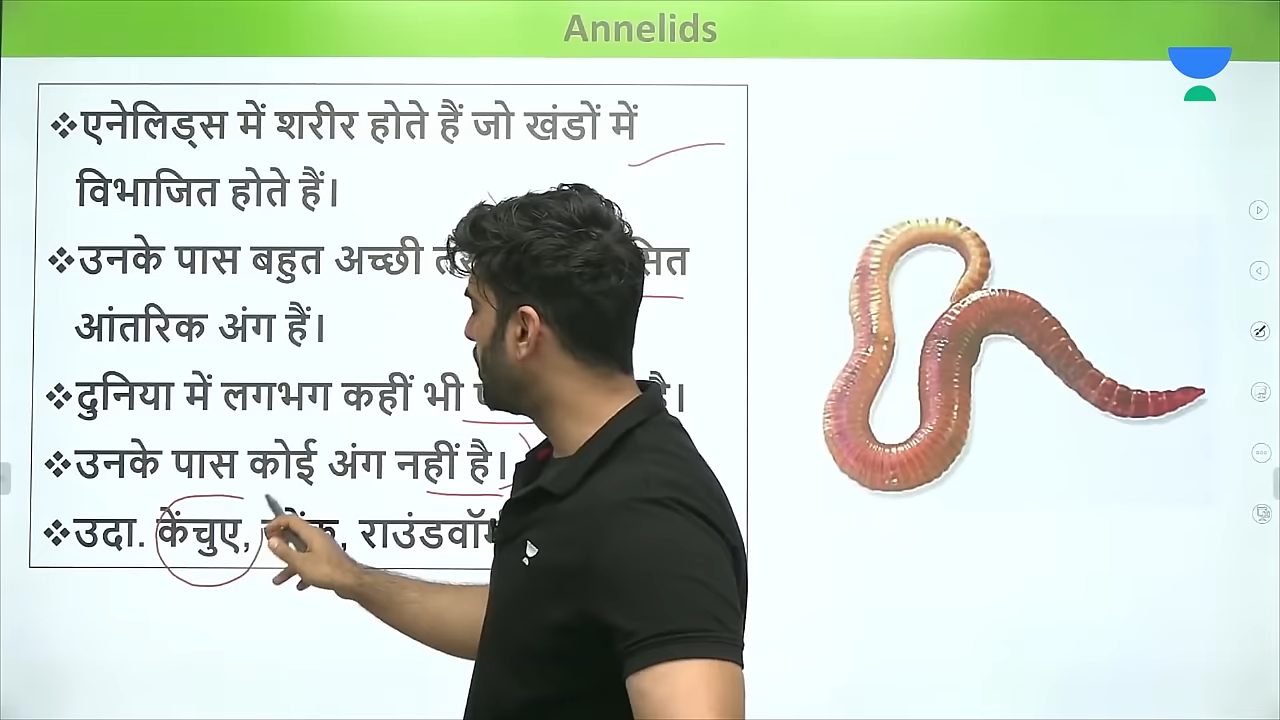 Annelids
❖एनेलिड्स में शरीर होते हैं जो खंडों में
विभाजित होते हैं।
❖उनके पास बहुत अच्छी
आंतरिक अंग हैं।
❖दुनिया में लगभग कहीं भी है।
❖उनके पास कोई अंग नहीं है।
❖उदा. केंचुए,